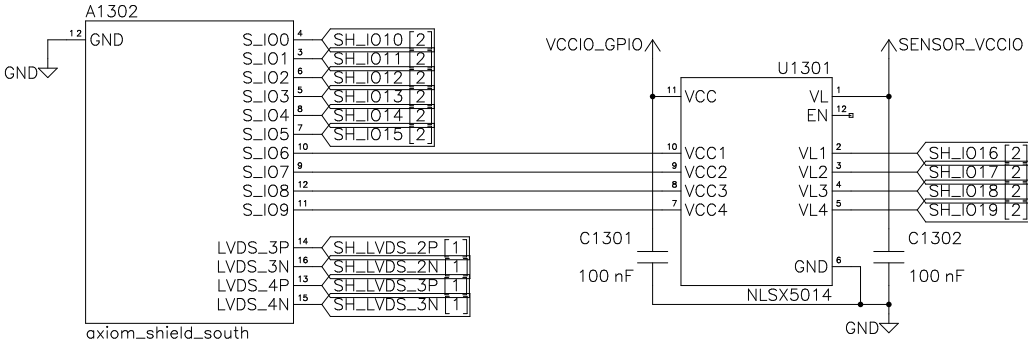 A1302
12 GND
GND
S_IO0 4 SH_IO10 [2]
S_IO1 3 SH_IO11 [2]
S_IO2 6 SH_IO12 [2]
S_IO3 5 SH_IO13 [2]
S_IO4 8 SH_IO14 [2]
S_IO5 7 SH_IO15 [2]
S_IO6 10
S_IO7 9
S_IO8 12
S_IO9 11
LVDS_3P 14 SH_LVDS_2P [1]
LVDS_3N 16 SH_LVDS_2N [1]
LVDS_4P 13 SH_LVDS_3P [1]
LVDS_4N 15 SH_LVDS_3N [1]
axiom_shield_south
VCCIO_GPIO
SENSOR_VCCIO
U1301
11 VCC
VL 1
EN 12
10 VCC1
VL1 2 SH_IO16 [2]
9 VCC2
VL2 3 SH_IO17 [2]
8 VCC3
VL3 4 SH_IO18 [2]
7 VCC4
VL4 5 SH_IO19 [2]
GND 6
NLSX5014
C1301
100 nF
C1302
100 nF
GND